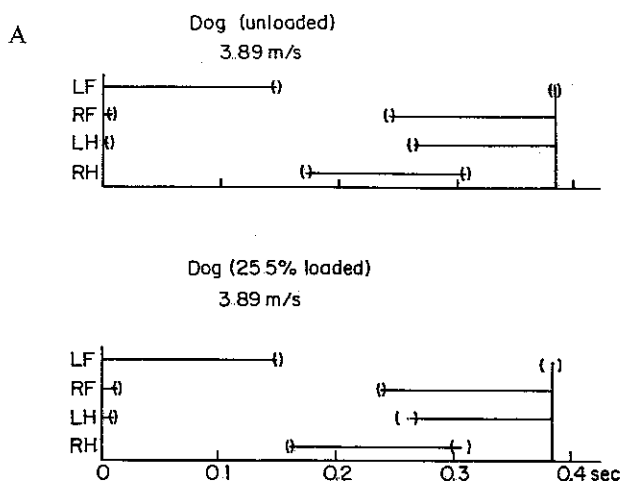 A
Dog (unloaded)
3.89 m/s
LF
RF
LH
RH
Dog (25.5% loaded)
3.89 m/s
LF
RF
LH
RH
0 0.1 0.2 0.3 0.4 sec